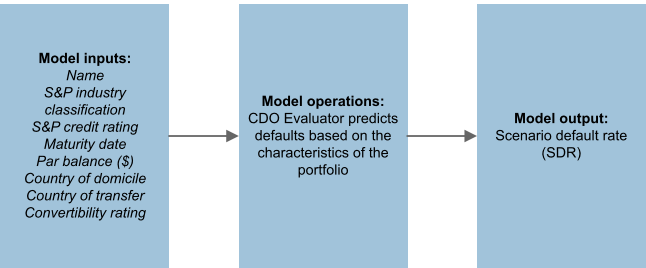 Model inputs:
Name
S&P industry
classification
S&P credit rating
Maturity date
Par balance ($)
Country of domicile
Country of transfer
Convertibility rating
Model operations:
CDO Evaluator predicts
defaults based on the
characteristics of the
portfolio
Model output:
Scenario default rate
(SDR)